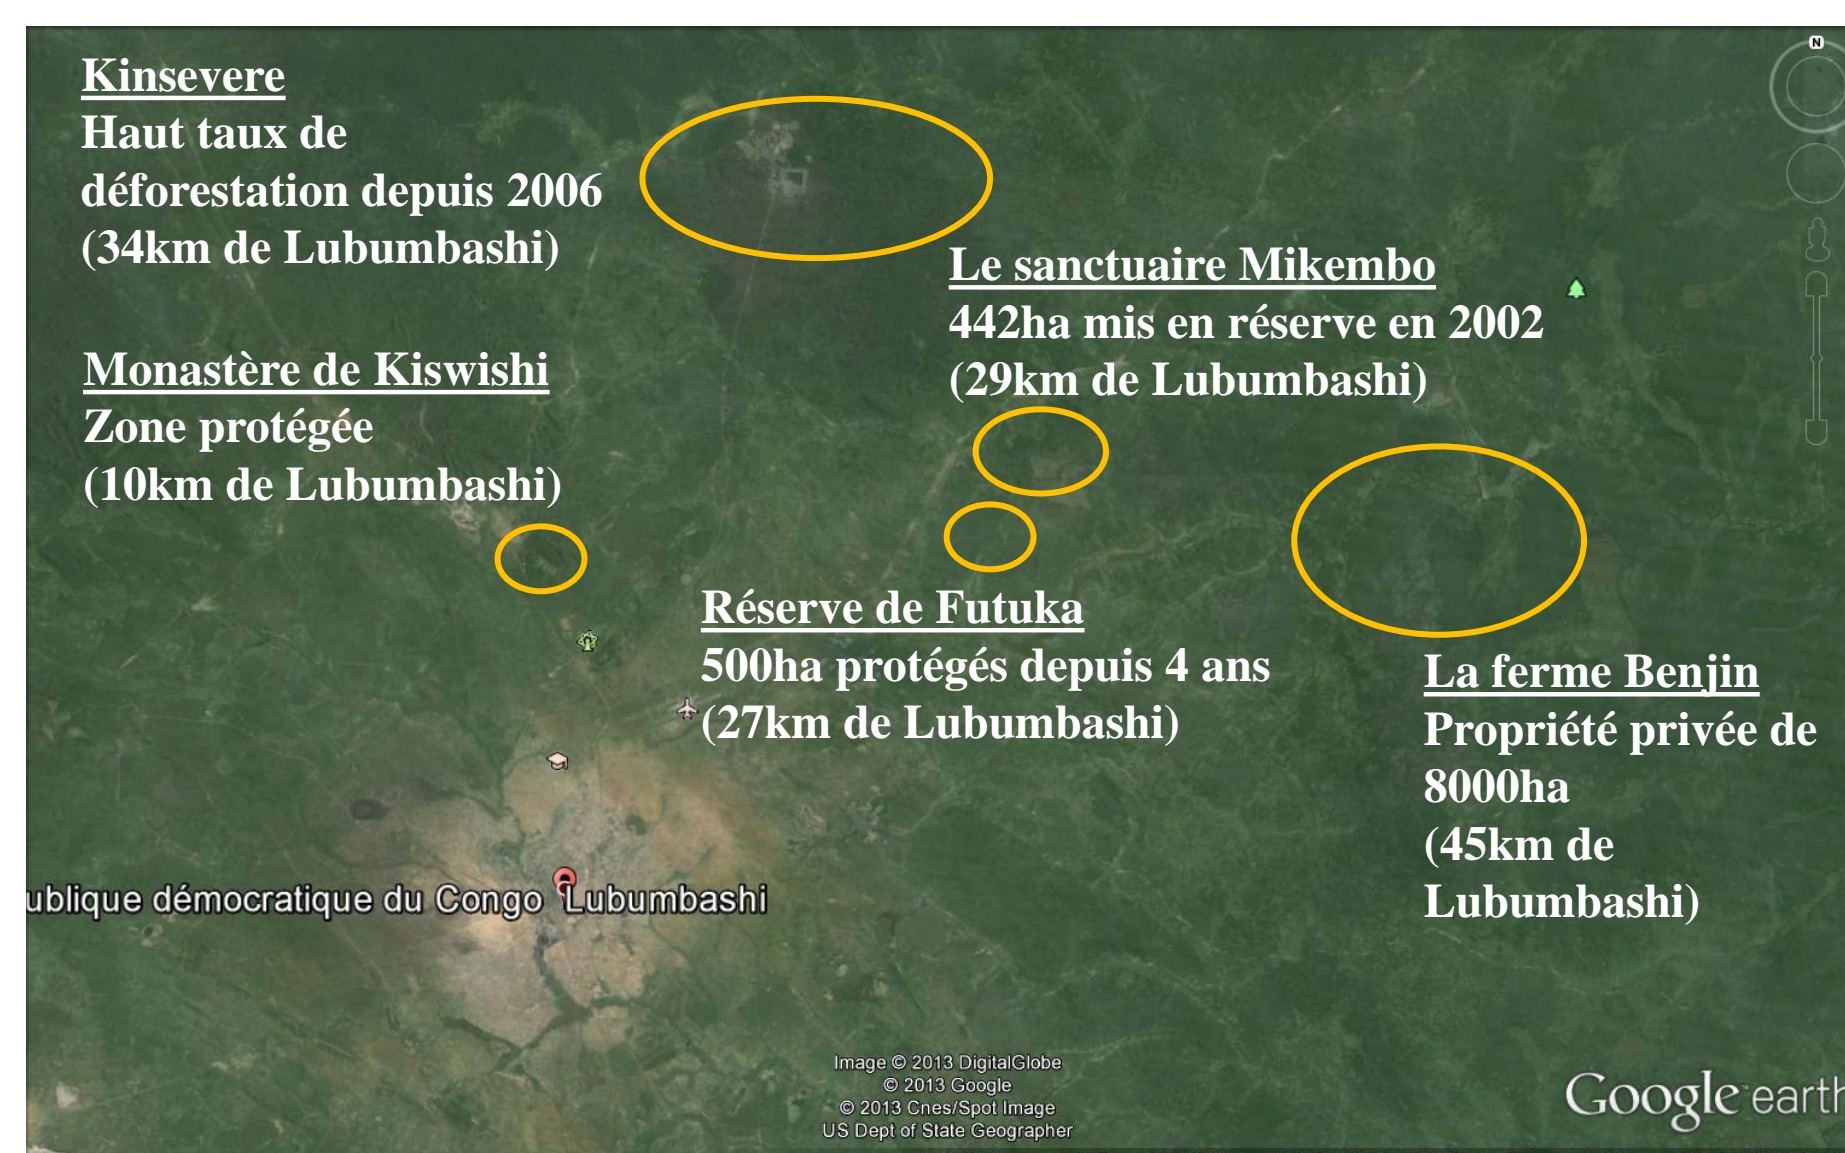 N
Kinsevere
Haut taux de
déforestation depuis 2006
(34km de Lubumbashi)
Le sanctuaire Mikembo
442ha mis en réserve en 2002
(29km de Lubumbashi)
Monastère de Kiswishi
Zone protégée
(10km de Lubumbashi)
Réserve de Futuka
500ha protégés depuis 4 ans
(27km de Lubumbashi)
La ferme Benjin
Propriété privée de
8000ha
(45km de
Lubumbashi)
ublique démocratique du Congo Lubumbashi
Image © 2013 DigitalGlobe
© 2013 Google
© 2013 Cnes/Spot Image
US Dept of State Geographer
Google earth